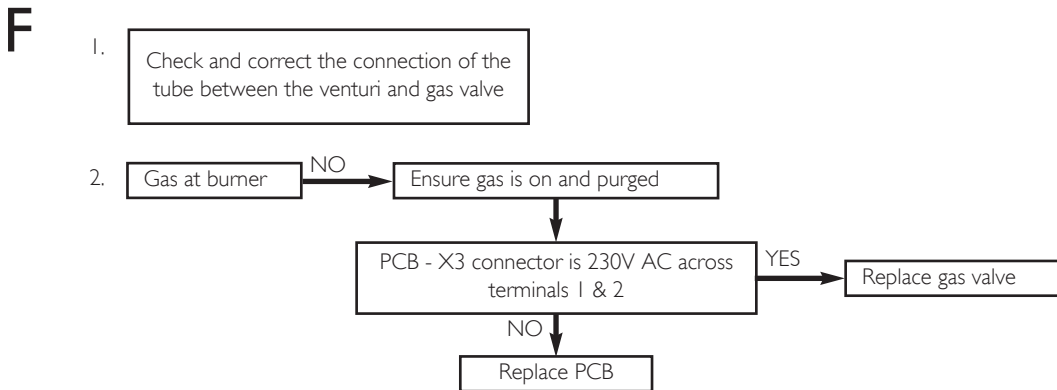 F
1.
Check and correct the connection of the
tube between the venturi and gas valve
2.
Gas at burner
NO
Ensure gas is on and purged
PCB - X3 connector is 230V AC across
terminals 1 & 2
YES
Replace gas valve
NO
Replace PCB